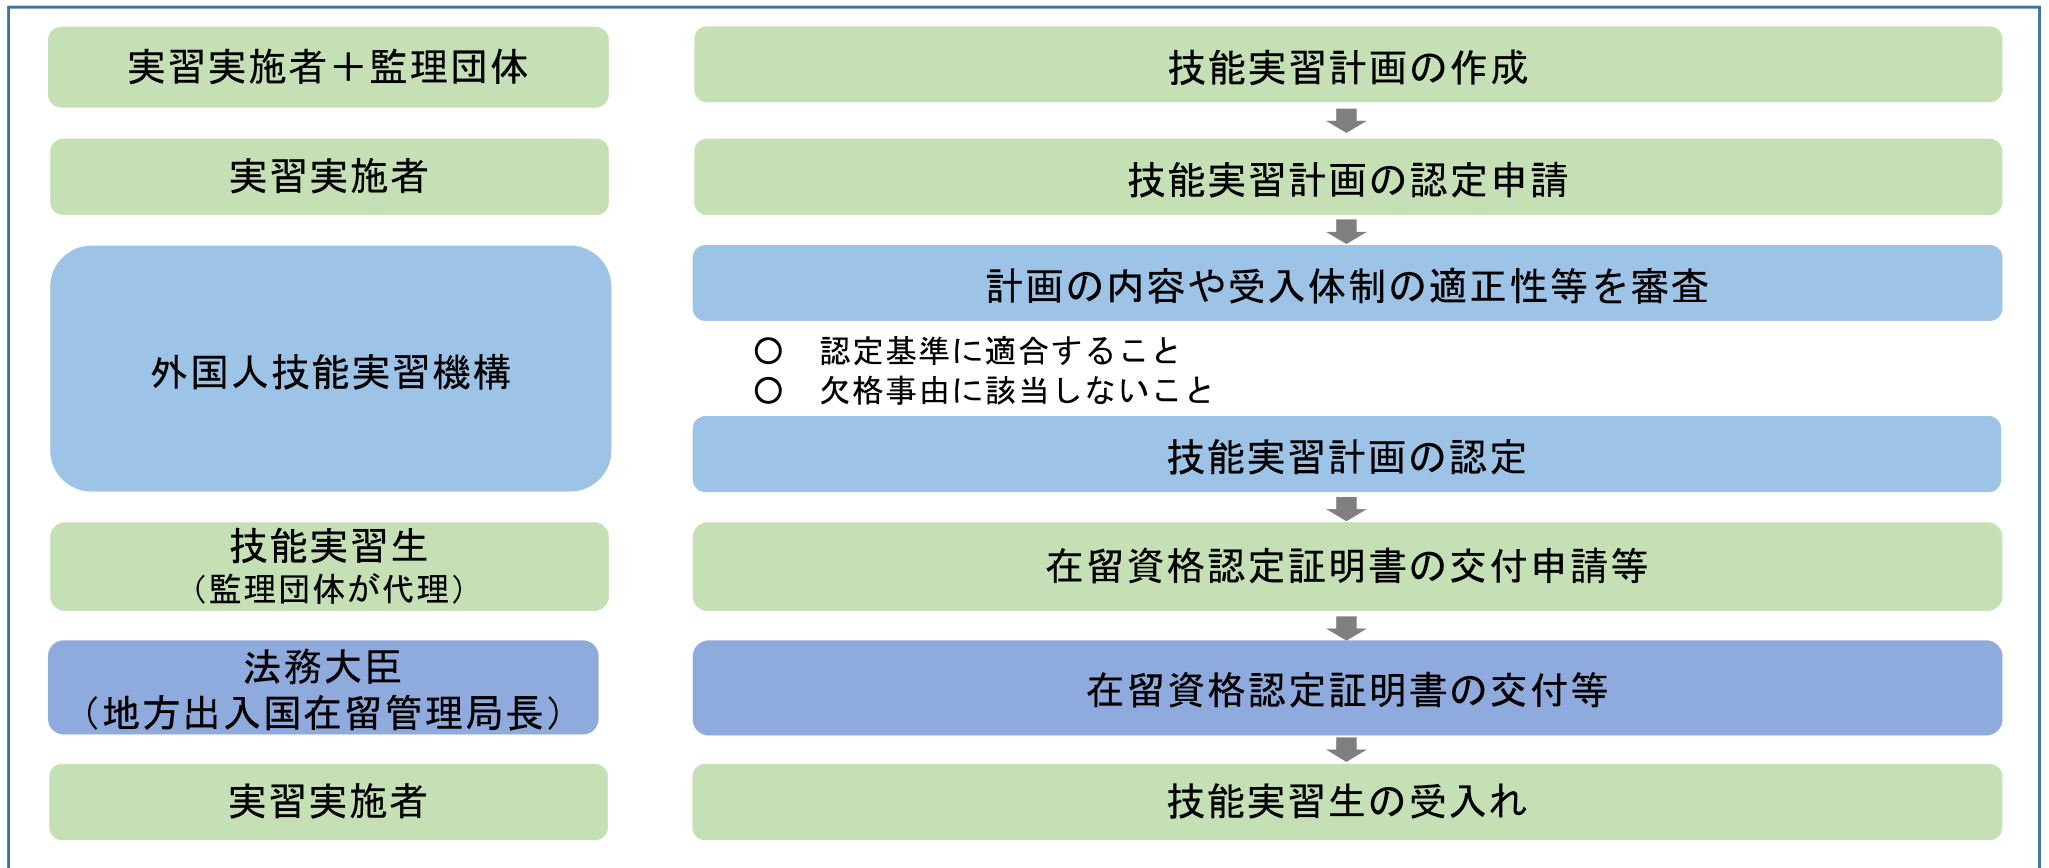 実習実施者＋監理団体
技能実習計画の作成
実習実施者
技能実習計画の認定申請
外国人技能実習機構
計画の内容や受入体制の適正性等を審査
○　認定基準に適合すること
○　欠格事由に該当しないこと
技能実習計画の認定
技能実習生
（監理団体が代理）
在留資格認定証明書の交付申請等
法務大臣
（地方出入国在留管理局長）
在留資格認定証明書の交付等
実習実施者
技能実習生の受入れ